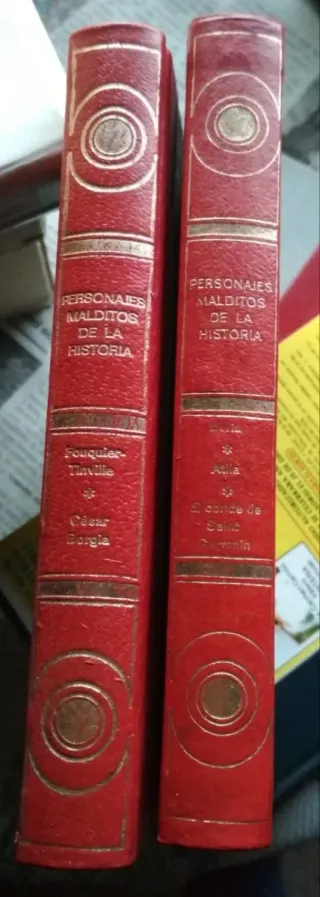 PERSONAJES
MALDITOS
DE LA
HISTORIA
Fouquier-
Tinville
*
César
Borgia
PERSONAJES
MALDITOS
DE LA
HISTORIA
*
Atila
*
El conde de
Saint
Germain